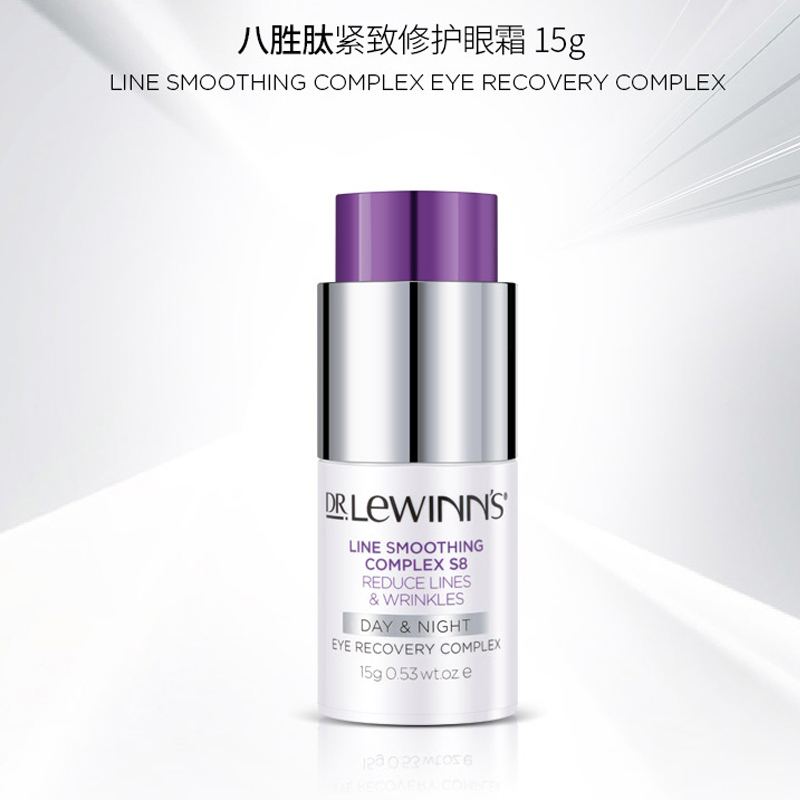 八胜肽紧致修护眼霜 15g
LINE SMOOTHING COMPLEX EYE RECOVERY COMPLEX
DR. LeWINN'S®
LINE SMOOTHING
COMPLEX S8
REDUCE LINES
& WRINKLES
DAY & NIGHT
EYE RECOVERY COMPLEX
15g 0.53 wt.oz e